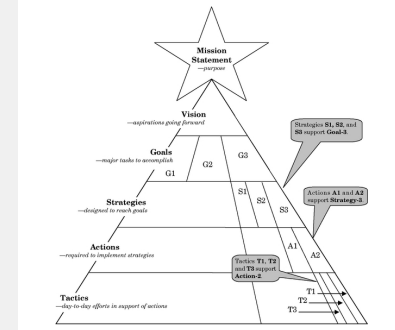 Mission
Statement
—purpose
Vision
—aspirations going forward
Strategies S1, S2, and
S3 support Goal-3.
Goals
—major tasks to accomplish
G1
G2
G3
Strategies
—designed to reach goals
S1
S2
S3
Actions A1 and A2
support Strategy-3.
Actions
—required to implement strategies
A1
A2
Tactics T1, T2
and T3 support
Action-2.
Tactics
—day-to-day efforts in support of actions
T1
T2
T3